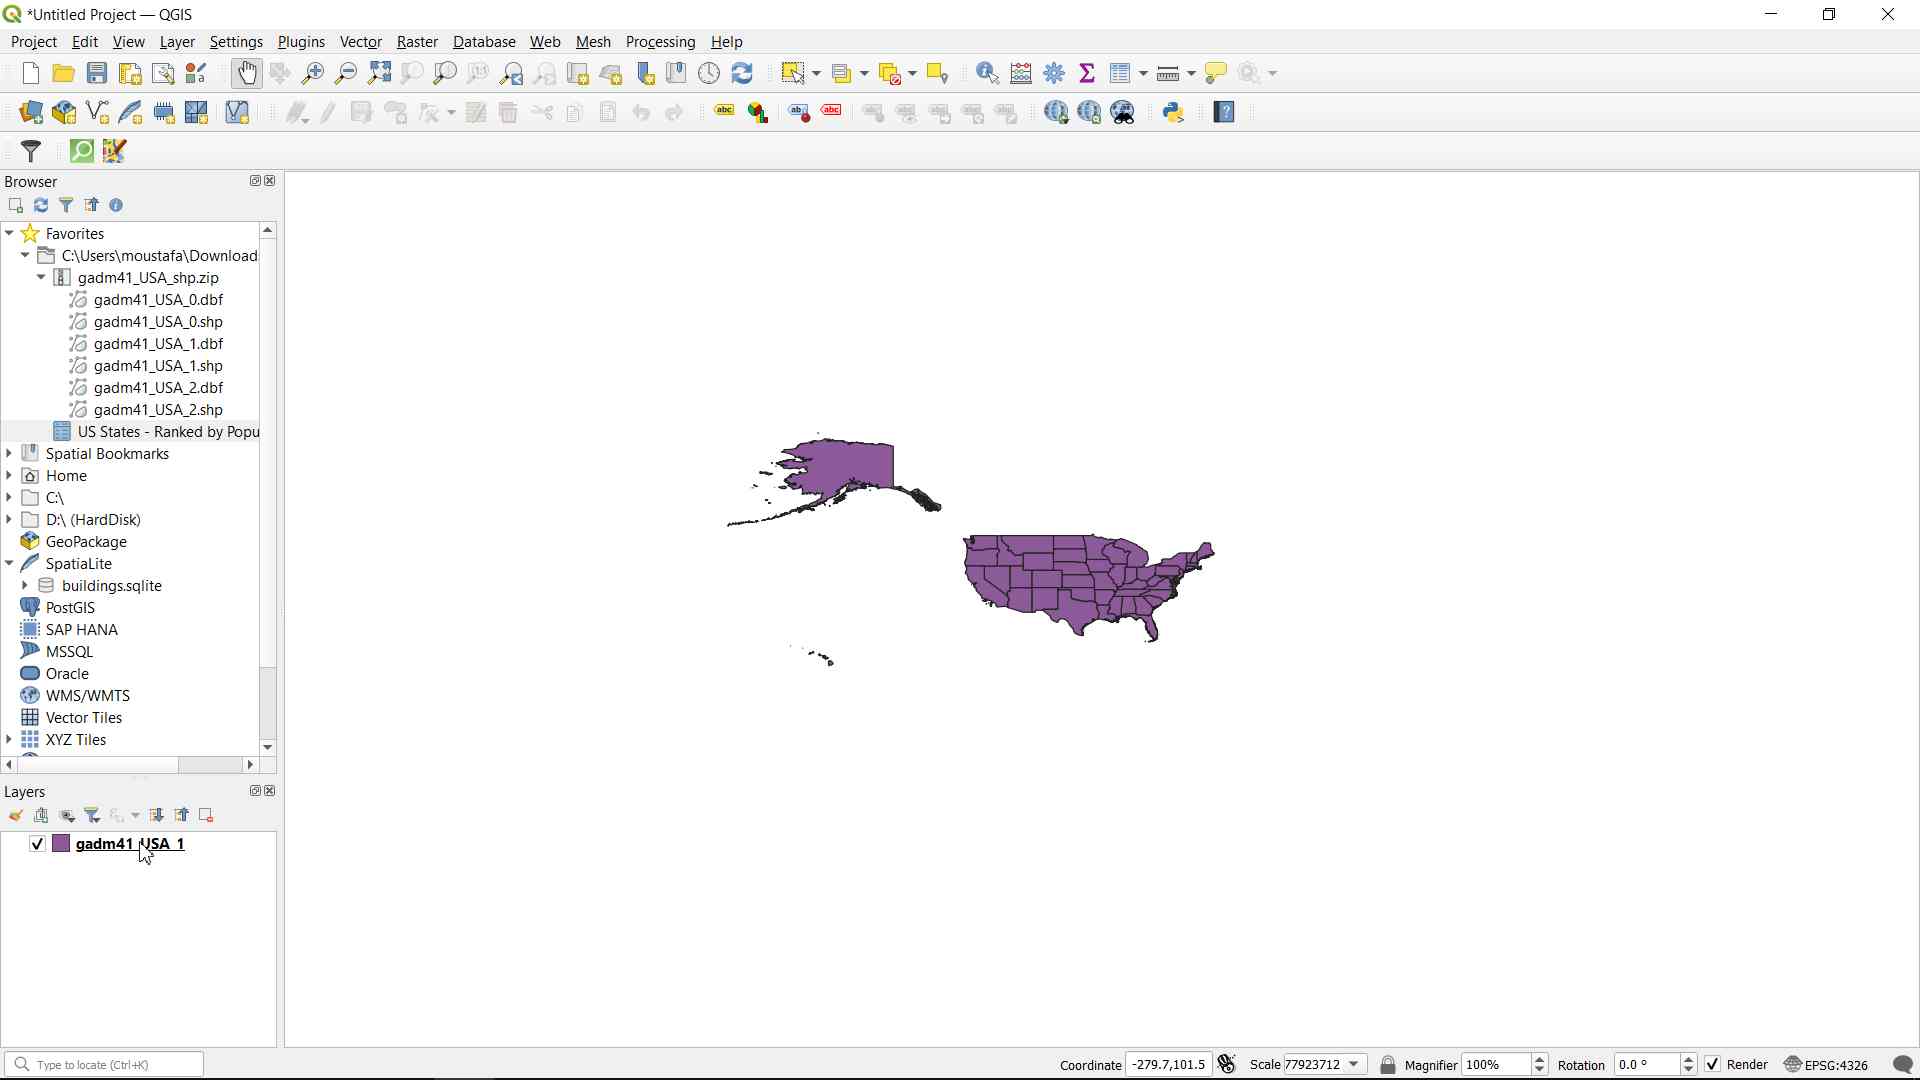 *Untitled Project — QGIS
Project Edit View Layer Settings Plugins Vector Raster Database Web Mesh Processing Help
abc abc abc
Browser
Favorites
C:\Users\moustafa\Download
gadm41_USA_shp.zip
gadm41_USA_0.dbf
gadm41_USA_0.shp
gadm41_USA_1.dbf
gadm41_USA_1.shp
gadm41_USA_2.dbf
gadm41_USA_2.shp
US States - Ranked by Popu
Spatial Bookmarks
Home
C:\
D:\ (HardDisk)
GeoPackage
SpatiaLite
buildings.sqlite
PostGIS
SAP HANA
MSSQL
Oracle
WMS/WMTS
Vector Tiles
XYZ Tiles
Layers
gadm41_USA_1
Type to locate (Ctrl+K)
Coordinate -279.7,101.5 Scale 77923712 Magnifier 100% Rotation 0.0 ° Render EPSG:4326